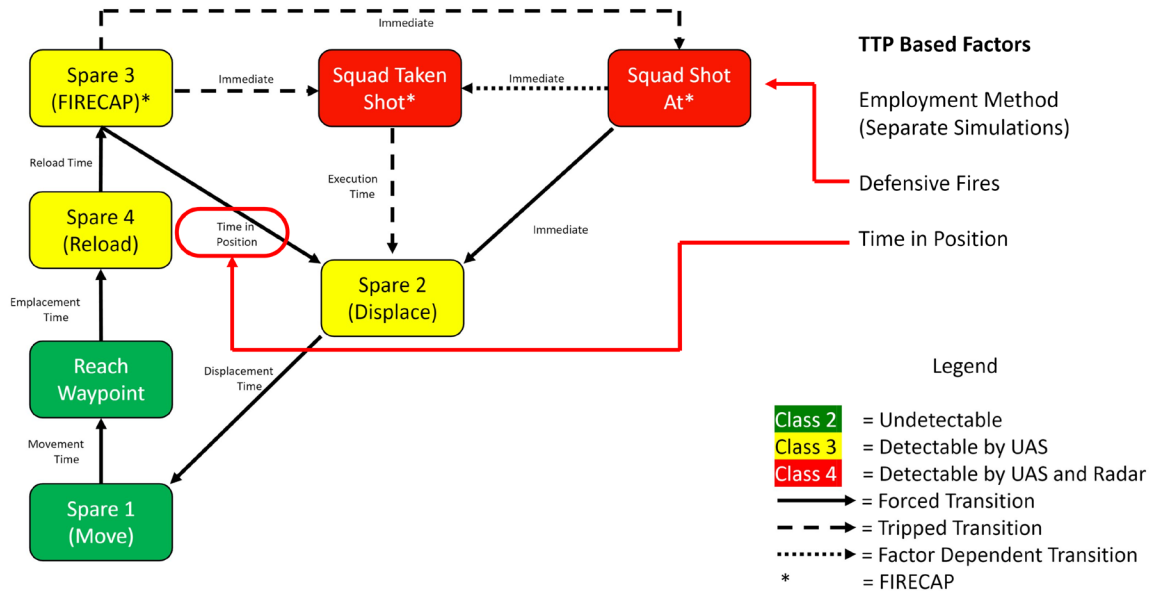 Immediate
TTP Based Factors
Spare 3
(FIRECAP)*
Immediate
Squad Taken
Shot*
Immediate
Squad Shot
At*
Employment Method
(Separate Simulations)
Reload Time
Execution
Time
Defensive Fires
Spare 4
(Reload)
Time in
Position
Immediate
Time in Position
Spare 2
(Displace)
Emplacement
Time
Reach
Waypoint
Displacement
Time
Legend
Class 2 = Undetectable
Movement
Time
Class 3 = Detectable by UAS
Class 4 = Detectable by UAS and Radar
Spare 1
(Move)
= Forced Transition
= Tripped Transition
= Factor Dependent Transition
* = FIRECAP